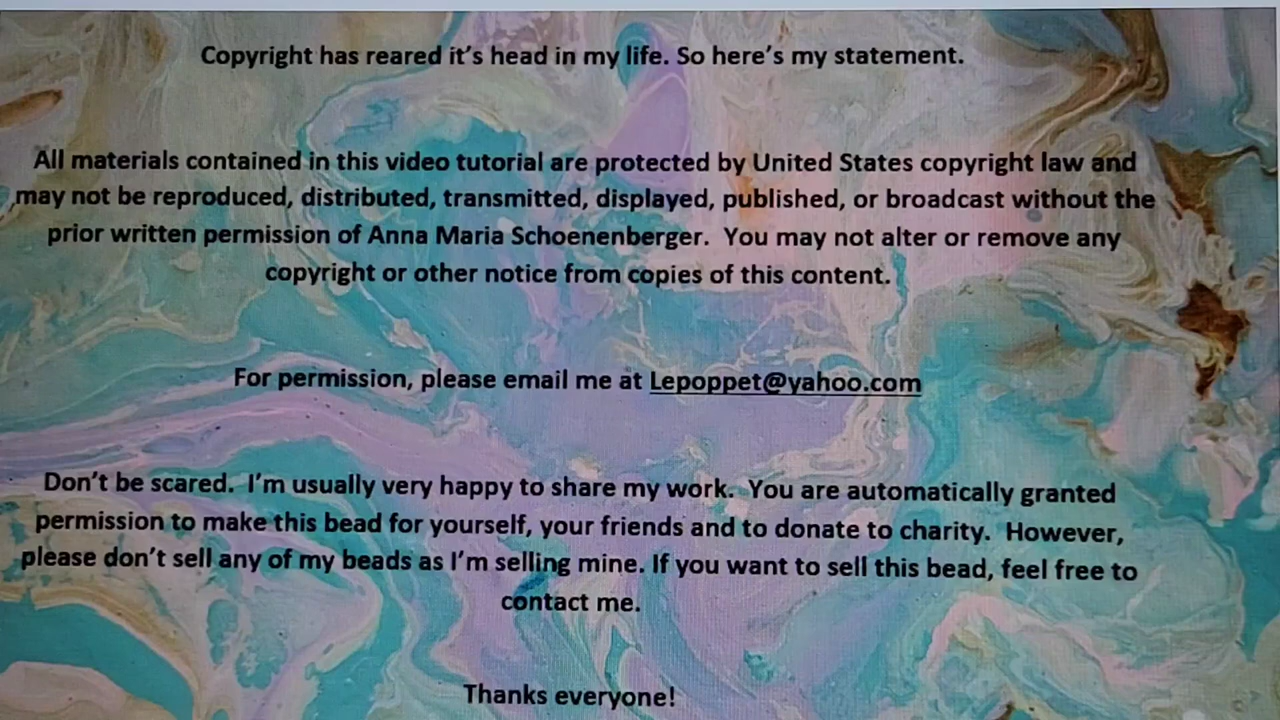 Copyright has reared it's head in my life. So here's my statement.
All materials contained in this video tutorial are protected by United States copyright law and
may not be reproduced, distributed, transmitted, displayed, published, or broadcast without the
prior written permission of Anna Maria Schoenenberger.  You may not alter or remove any
copyright or other notice from copies of this content.
For permission, please email me at Lepoppet@yahoo.com
Don't be scared.  I'm usually very happy to share my work.  You are automatically granted
permission to make this bead for yourself, your friends and to donate to charity.  However,
please don't sell any of my beads as I'm selling mine. If you want to sell this bead, feel free to
contact me.
Thanks everyone!